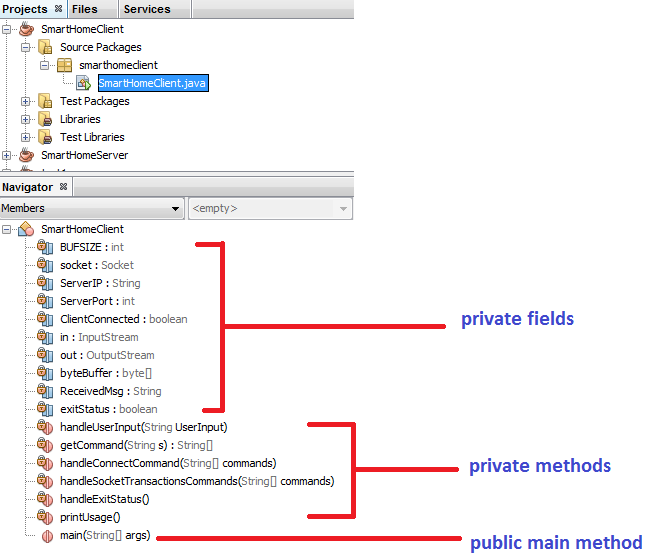 Projects Files Services
SmartHomeClient
Source Packages
smarthomeclient
SmartHomeClient.java
Test Packages
Libraries
Test Libraries
SmartHomeServer
Navigator
Members <empty>
SmartHomeClient
BUFSIZE : int
socket : Socket
ServerIP : String
ServerPort : int
ClientConnected : boolean
private fields
in : InputStream
out : OutputStream
byteBuffer : byte[]
ReceivedMsg : String
exitStatus : boolean
handleUserInput(String UserInput)
getCommand(String s) : String[]
handleConnectCommand(String[] commands)
private methods
handleSocketTransactionsCommands(String[] commands)
handleExitStatus()
printUsage()
main(String[] args)
public main method